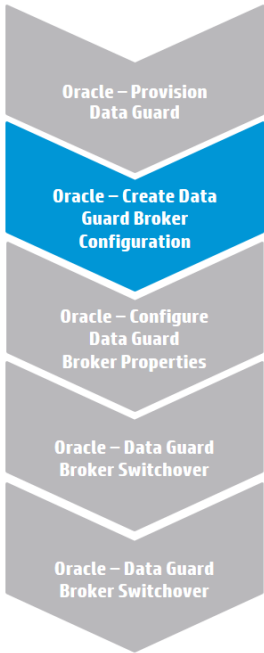 Oracle – Provision
Data Guard
Oracle – Create Data
Guard Broker
Configuration
Oracle – Configure
Data Guard
Broker Properties
Oracle – Data Guard
Broker Switchover
Oracle – Data Guard
Broker Switchover